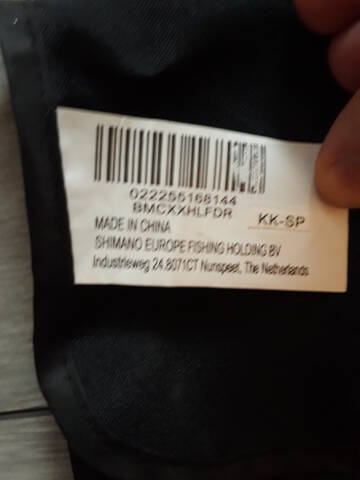 022255168144
BMCXXHLFDR
KK-SP
MADE IN CHINA
SHIMANO EUROPE FISHING HOLDING BV
Industrieweg 24.8071CT Nunspeet, The Netherlands